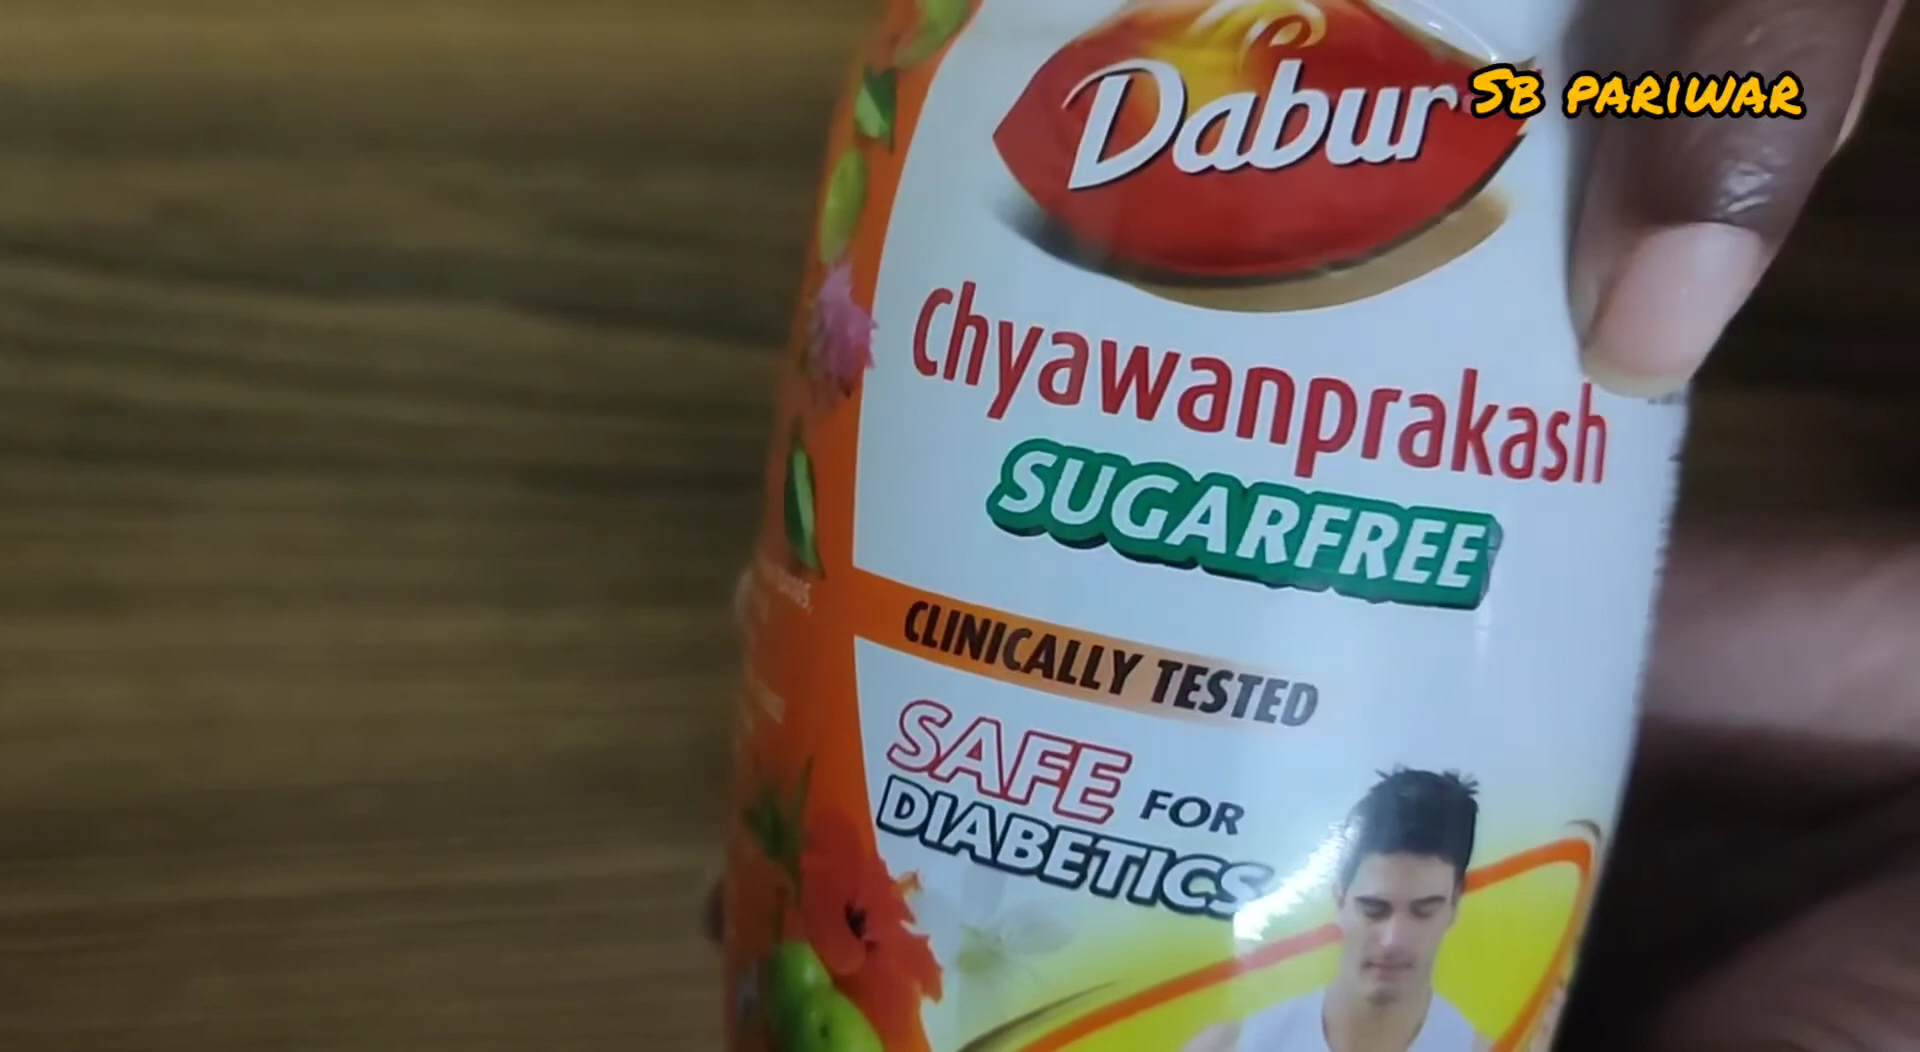 Dabur
SB PARIWAR
Chyawanprakash
SUGARFREE
CLINICALLY TESTED
SAFE FOR
DIABETICS